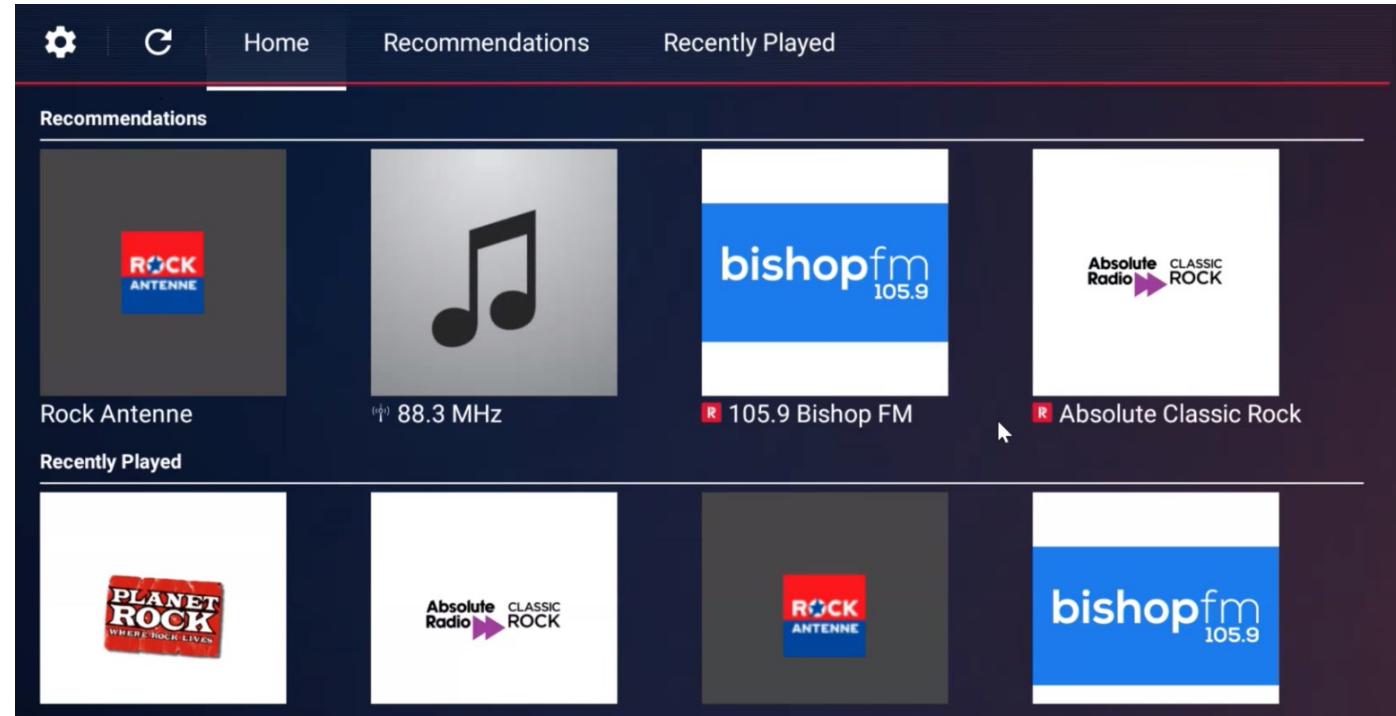 Home Recommendations Recently Played
Recommendations
ROCK
ANTENNE
bishopfm
105.9
Absolute CLASSIC
Radio ROCK
Rock Antenne
88.3 MHz
R 105.9 Bishop FM
R Absolute Classic Rock
Recently Played
PLANET
ROCK
WHERE ROCK LIVES
Absolute CLASSIC
Radio ROCK
ROCK
ANTENNE
bishopfm
105.9